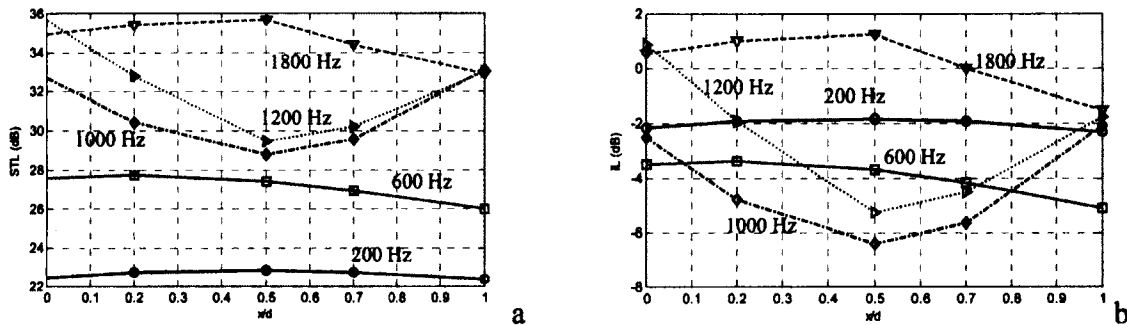 36
34
32
30
28
26
24
22
STL (dB)
1800 Hz
1200 Hz
1000 Hz
600 Hz
200 Hz
0 0.1 0.2 0.3 0.4 0.5 0.6 0.7 0.8 0.9 1
x/d
a
2
0
-2
-4
-6
-8
IL (dB)
1800 Hz
1200 Hz
200 Hz
600 Hz
1000 Hz
0 0.1 0.2 0.3 0.4 0.5 0.6 0.7 0.8 0.9 1
x/d
b